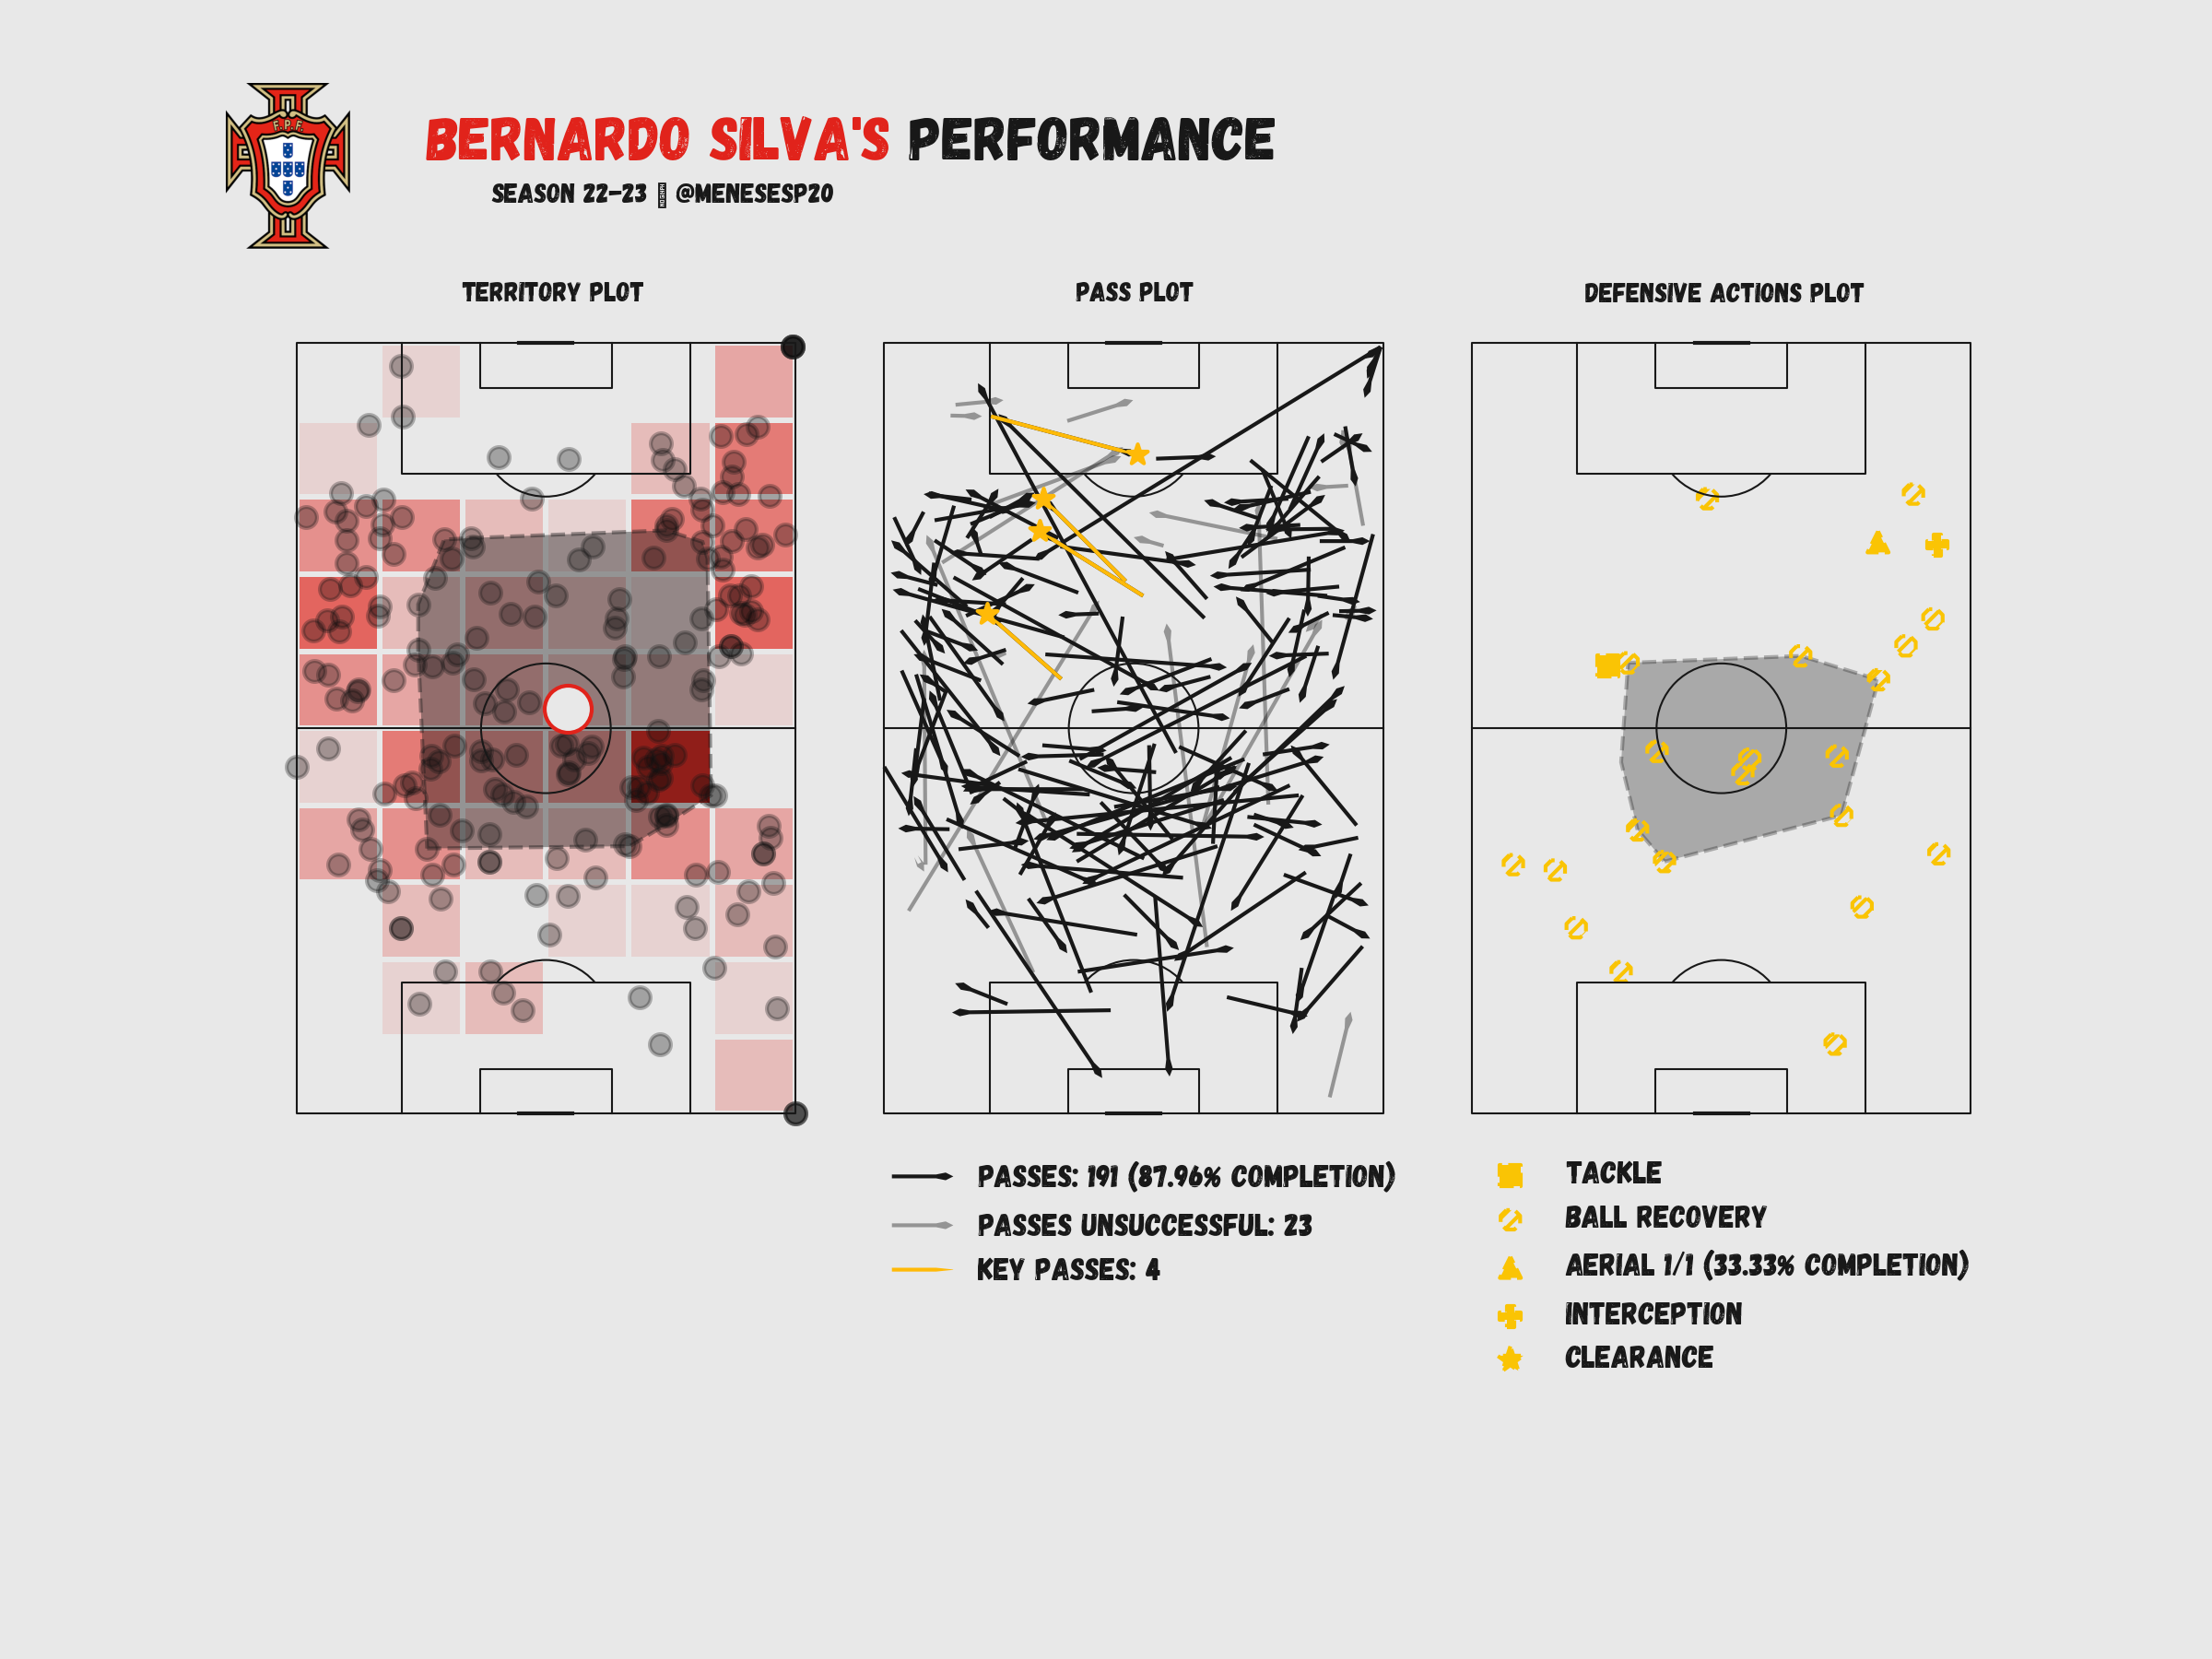 F.P.F.
BERNARDO SILVA'S PERFORMANCE
SEASON 22-23 @MENESESP20
TERRITORY PLOT
PASS PLOT
DEFENSIVE ACTIONS PLOT
PASSES: 191 (87.96% COMPLETION)
PASSES UNSUCCESSFUL: 23
KEY PASSES: 4
TACKLE
BALL RECOVERY
AERIAL 1/1 (33.33% COMPLETION)
INTERCEPTION
CLEARANCE